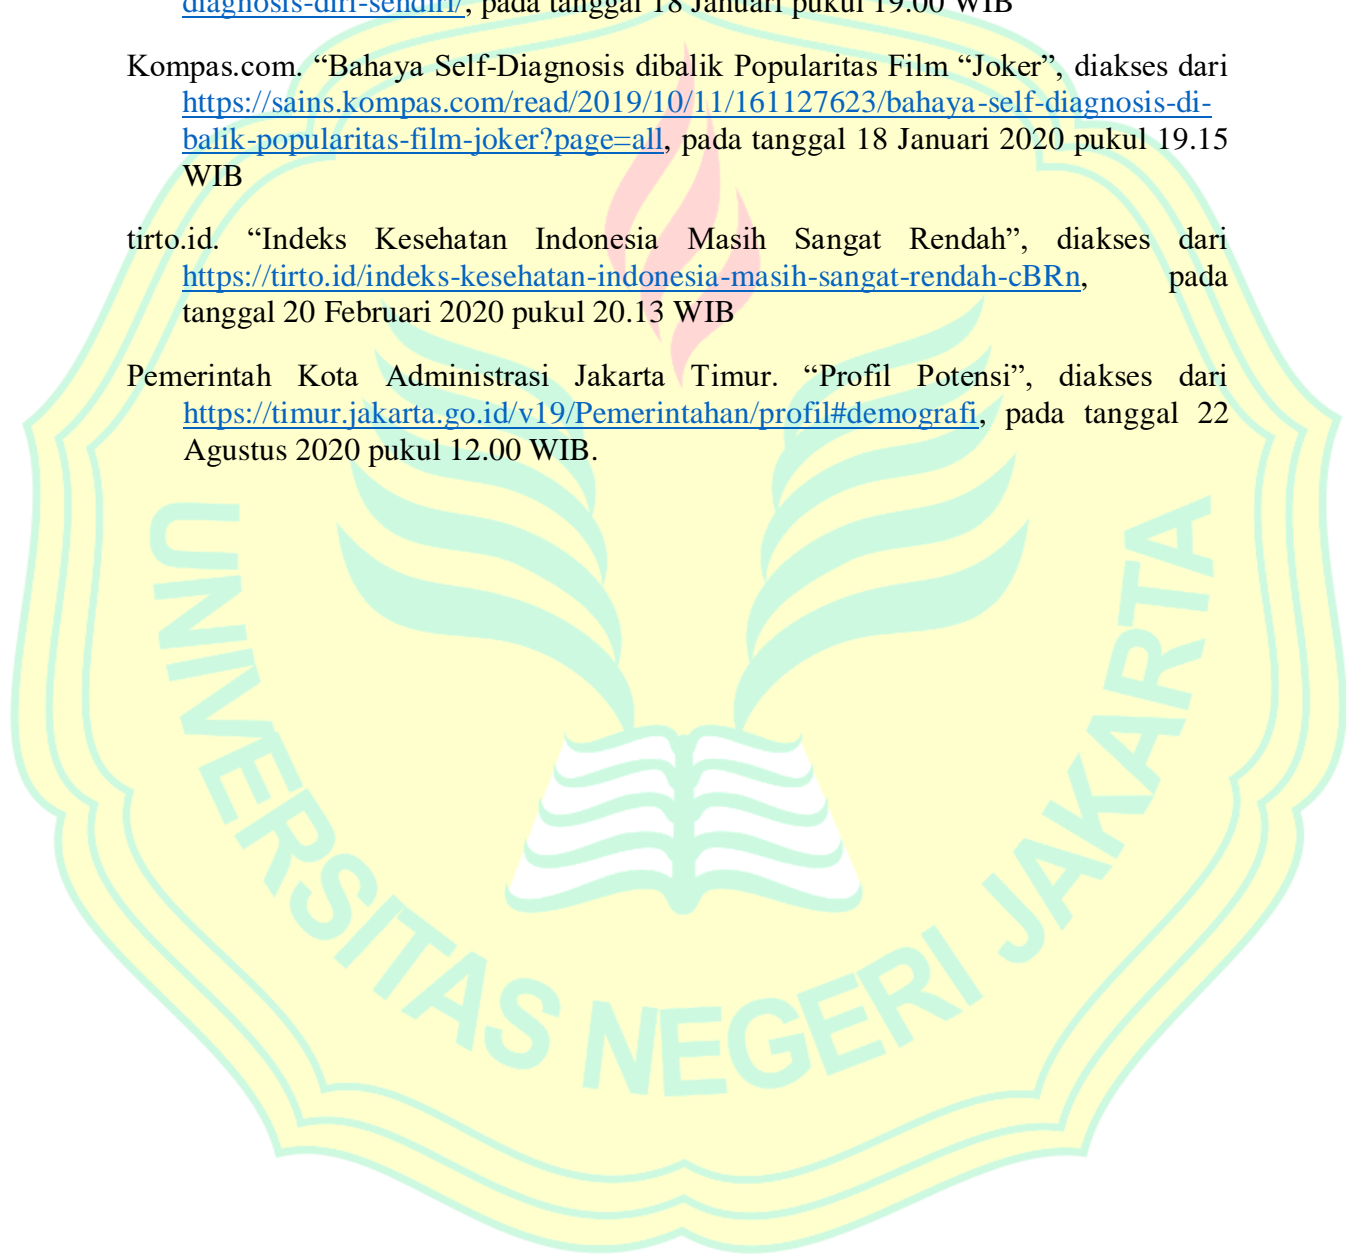 diagnosis-diri-sendiri/, pada tanggal 18 Januari pukul 19.00 WIB
Kompas.com. “Bahaya Self-Diagnosis dibalik Popularitas Film “Joker”, diakses dari
https://sains.kompas.com/read/2019/10/11/161127623/bahaya-self-diagnosis-di-
balik-popularitas-film-joker?page=all, pada tanggal 18 Januari 2020 pukul 19.15
WIB
tirto.id. “Indeks Kesehatan Indonesia Masih Sangat Rendah”, diakses dari
https://tirto.id/indeks-kesehatan-indonesia-masih-sangat-rendah-cBRn, pada
tanggal 20 Februari 2020 pukul 20.13 WIB
Pemerintah Kota Administrasi Jakarta Timur. “Profil Potensi”, diakses dari
https://timur.jakarta.go.id/v19/Pemerintahan/profil#demografi, pada tanggal 22
Agustus 2020 pukul 12.00 WIB.
UNIVERSITAS NEGERI JAKARTA